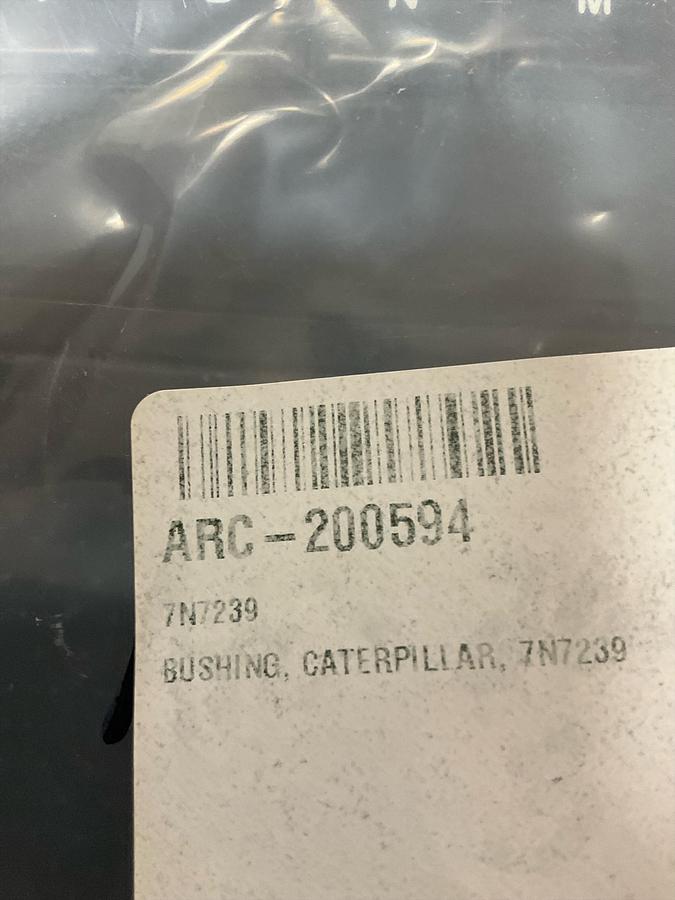 N M
ARC-200594
7N7239
BUSHING, CATERPILLAR, 7N7239